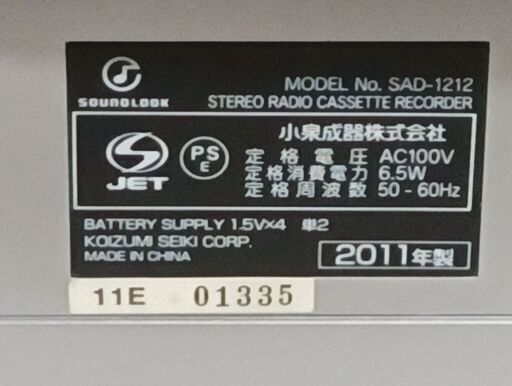 SOUNDLOOK
MODEL No. SAD-1212
STEREO RADIO CASSETTE RECORDER
S
JET
PS
E
小泉成器株式会社
定格電圧 AC100V
定格消費電力 6.5W
定格周波数 50-60Hz
BATTERY SUPPLY 1.5V×4 単2
KOIZUMI SEIKI CORP.
MADE IN CHINA
2011年製
11E 01335